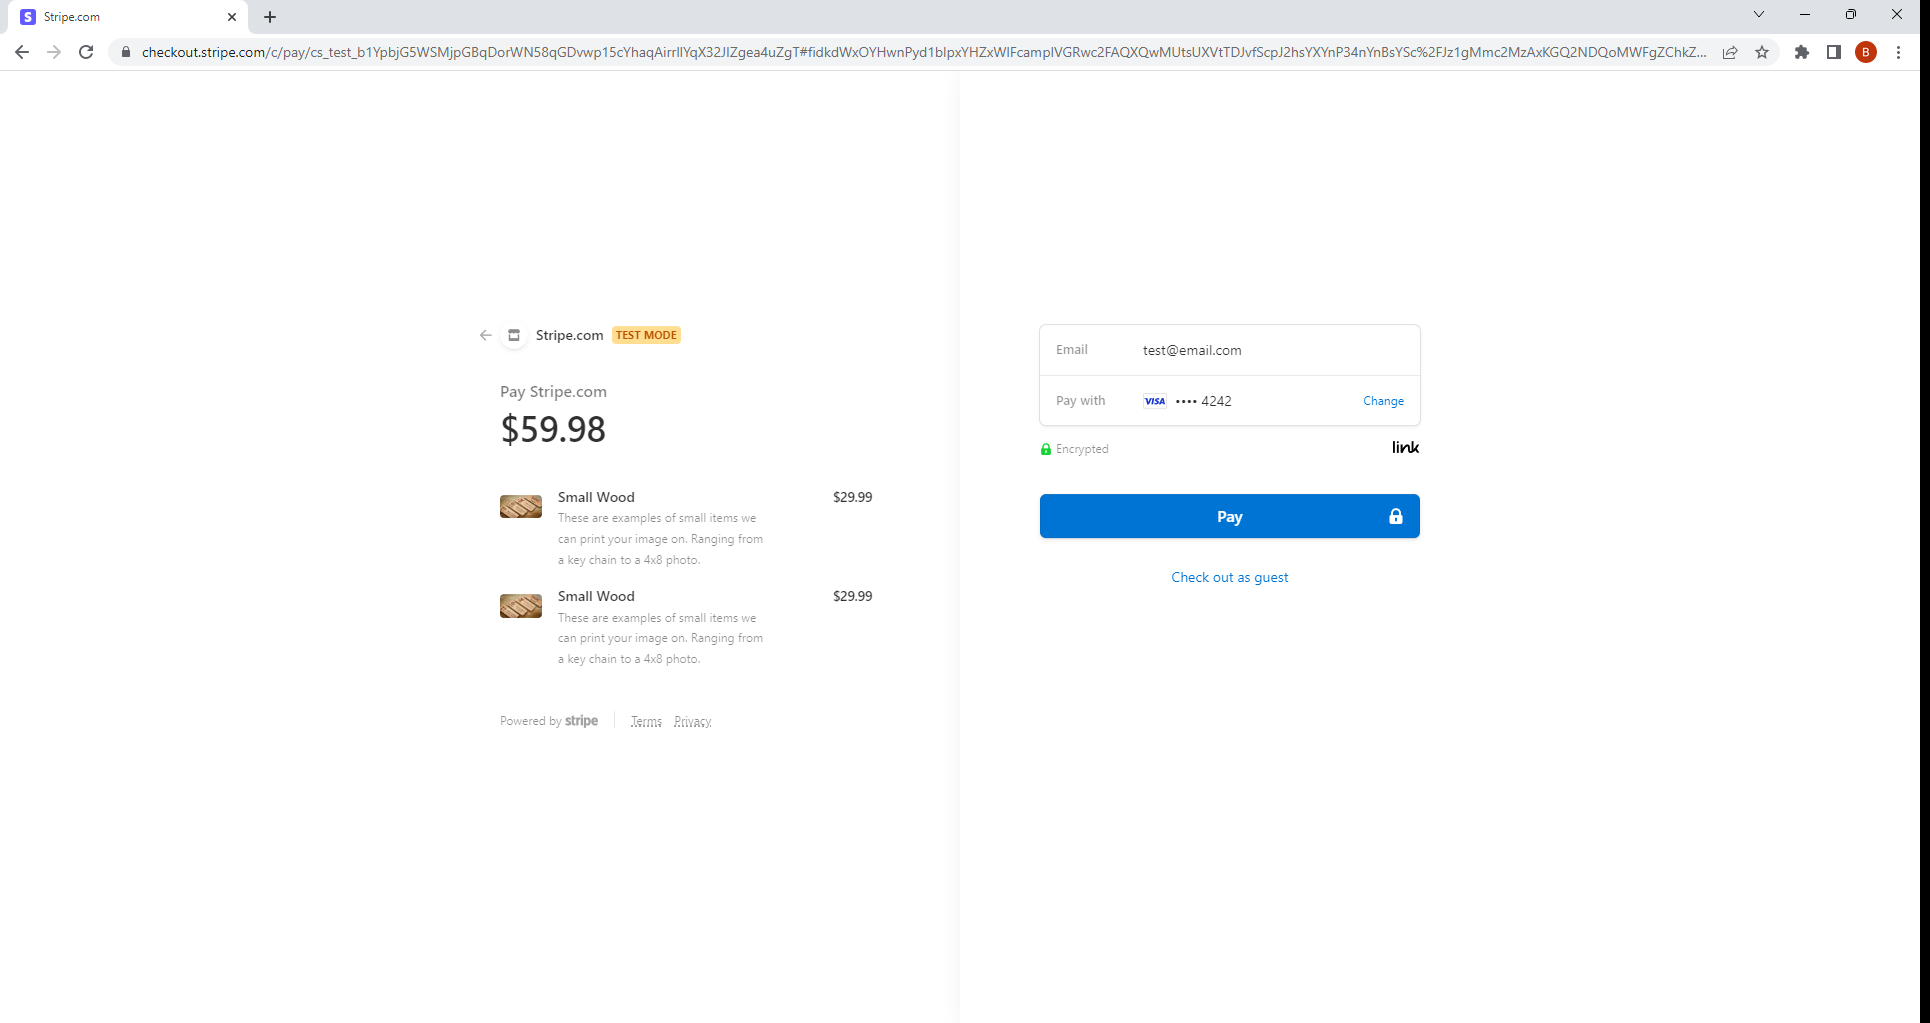 Stripe.com
checkout.stripe.com/c/pay/cs_test_b1YpbjG5WSMjpGBqDorWN58qGDvwp15cYhaqAirrIlYqX32JlZgea4uZgT#fidkdWxOYHwnPyd1blpxYHZxWlFcamplVGRwc2FAQXQwMUtsUXVtTDJvfScpJ2hsYXYnP34nYnBsYSc%2FJz1gMmc2MzAxKGQ2NDQoMWFgZChkZ...
B
Stripe.com TEST MODE
Pay Stripe.com
$59.98
Small Wood $29.99
These are examples of small items we
can print your image on. Ranging from
a key chain to a 4x8 photo.
Small Wood $29.99
These are examples of small items we
can print your image on. Ranging from
a key chain to a 4x8 photo.
Powered by stripe Terms Privacy
Email test@email.com
Pay with VISA •••• 4242 Change
Encrypted link
Pay
Check out as guest